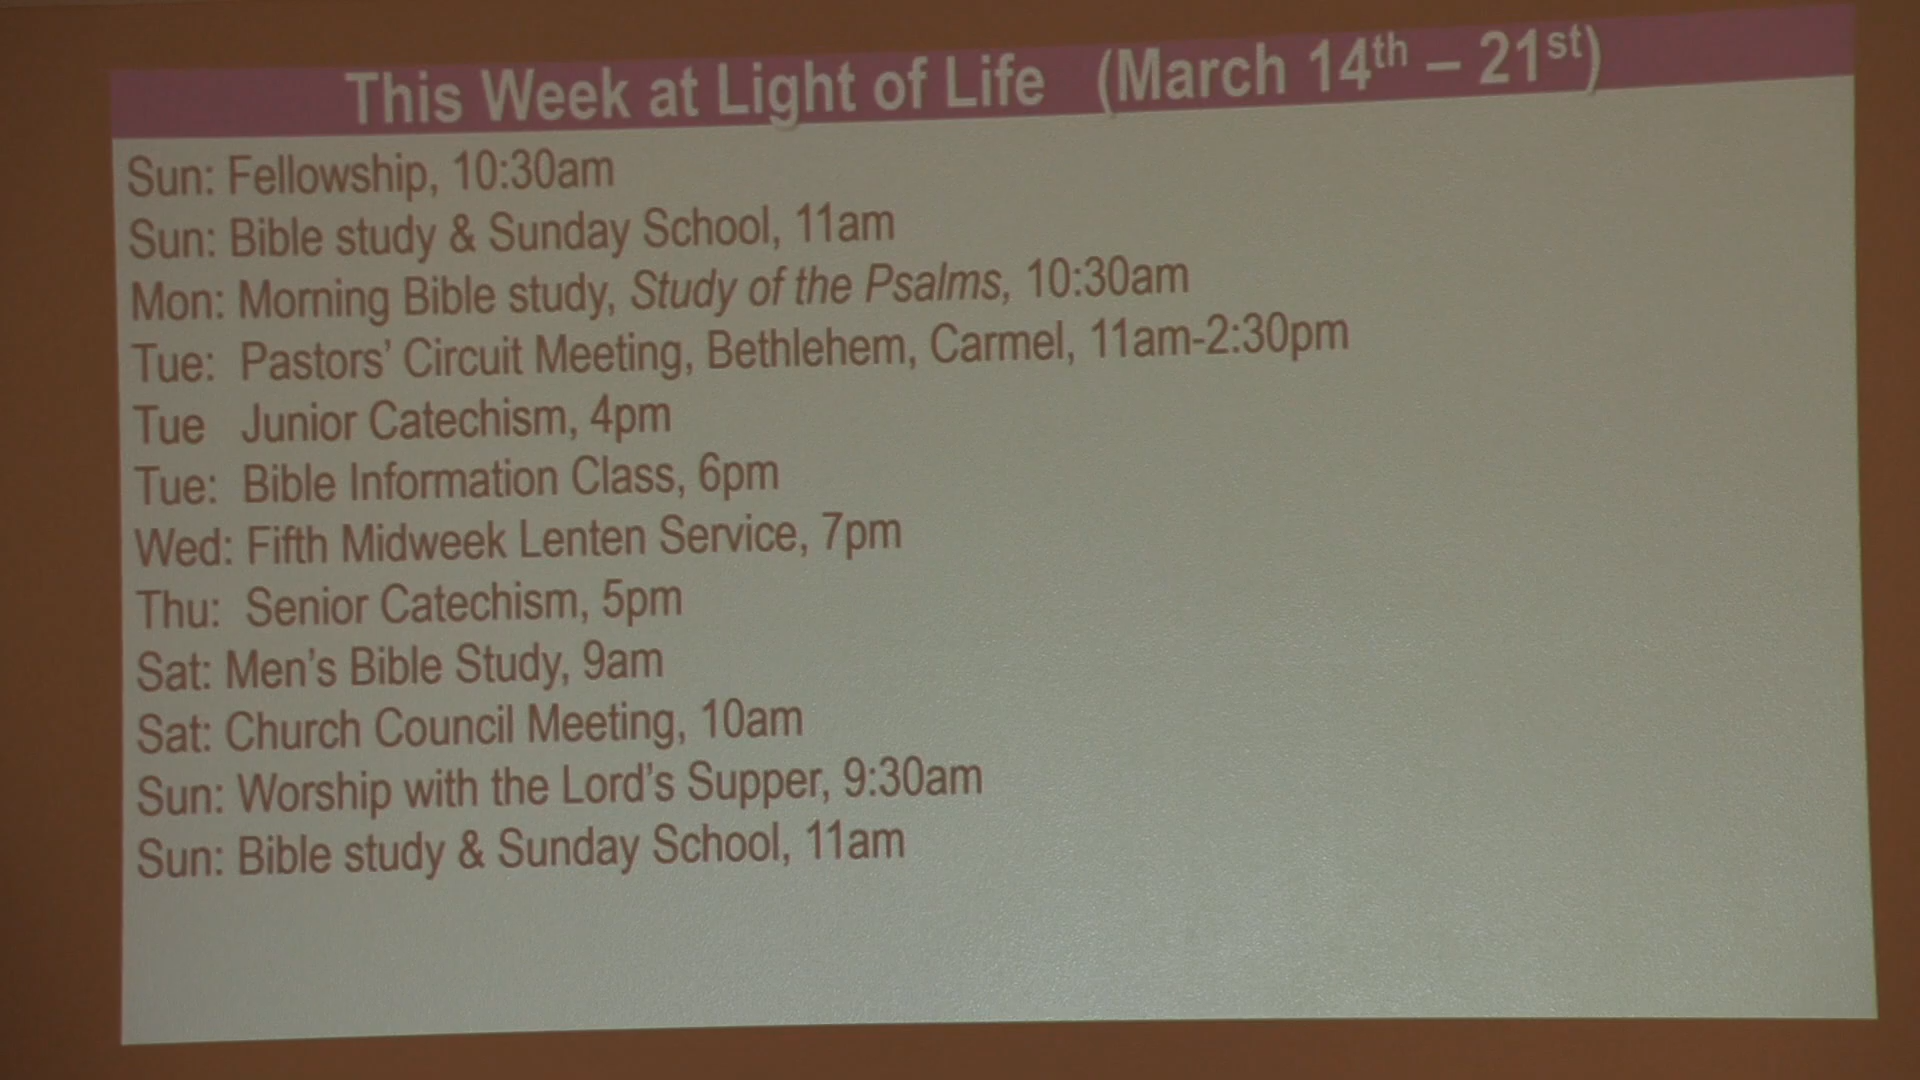 This Week at Light of Life (March 14th – 21st)
Sun: Fellowship, 10:30am
Sun: Bible study & Sunday School, 11am
Mon: Morning Bible study, Study of the Psalms, 10:30am
Tue: Pastors' Circuit Meeting, Bethlehem, Carmel, 11am-2:30pm
Tue Junior Catechism, 4pm
Tue: Bible Information Class, 6pm
Wed: Fifth Midweek Lenten Service, 7pm
Thu: Senior Catechism, 5pm
Sat: Men's Bible Study, 9am
Sat: Church Council Meeting, 10am
Sun: Worship with the Lord's Supper, 9:30am
Sun: Bible study & Sunday School, 11am